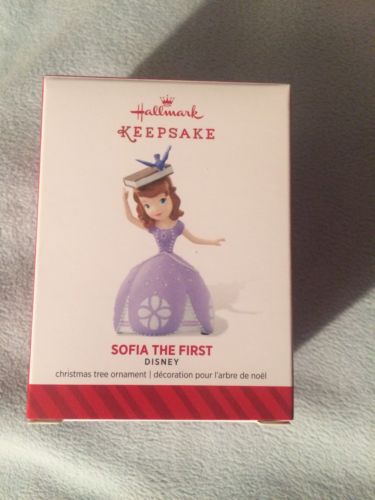 Hallmark
KEEPSAKE
SOFIA THE FIRST
DISNEY
christmas tree ornament | décoration pour l'arbre de noël